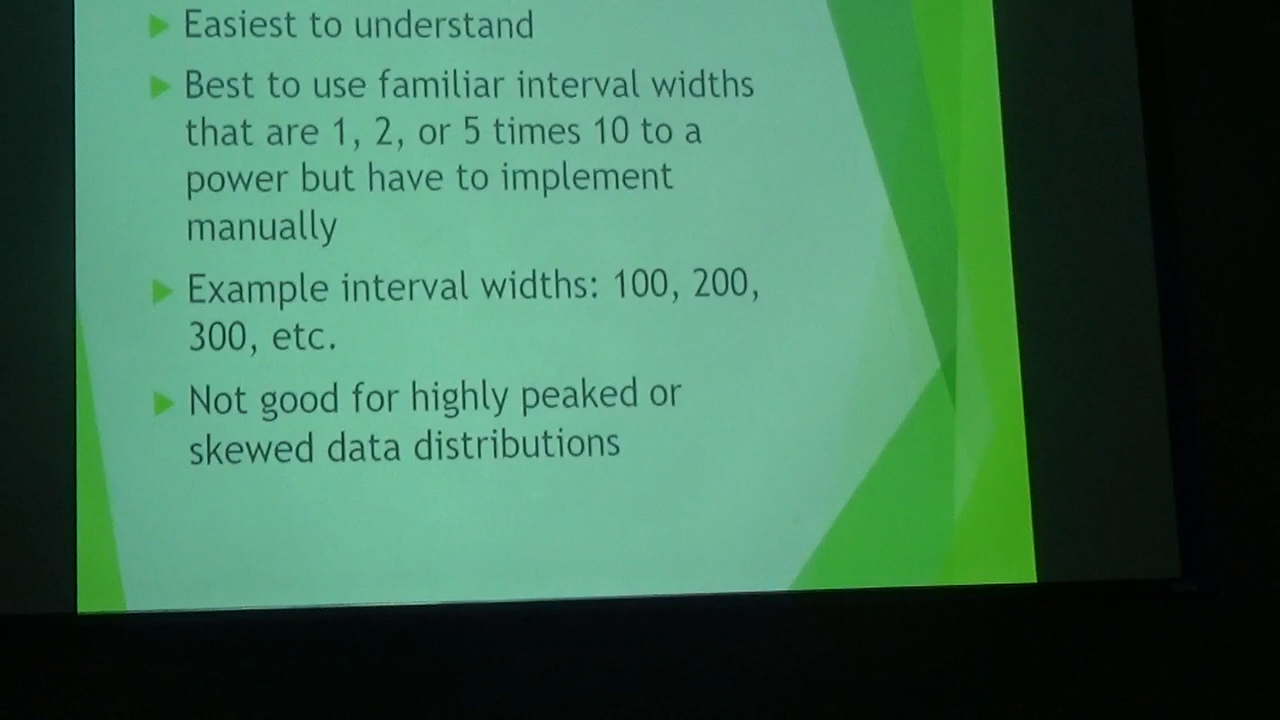 Easiest to understand
Best to use familiar interval widths
that are 1, 2, or 5 times 10 to a
power but have to implement
manually
Example interval widths: 100, 200,
300, etc.
Not good for highly peaked or
skewed data distributions